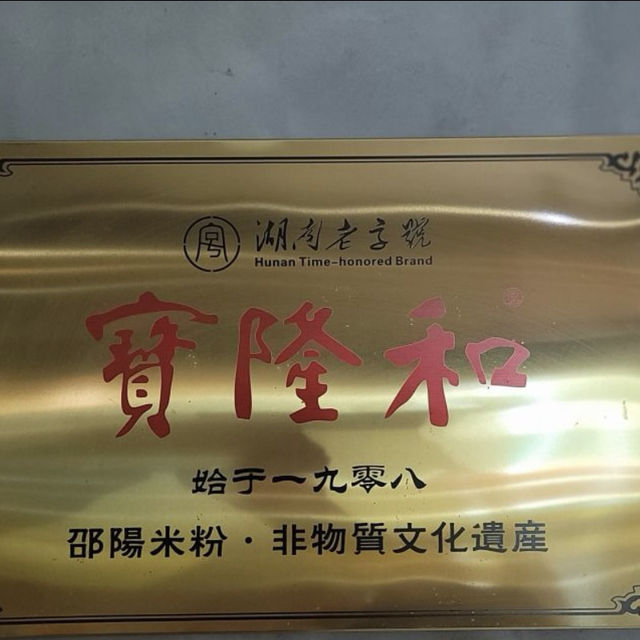 湖南老字號
Hunan Time-honored Brand
寶隆和
始于一九零八
邵陽米粉·非物質文化遺産